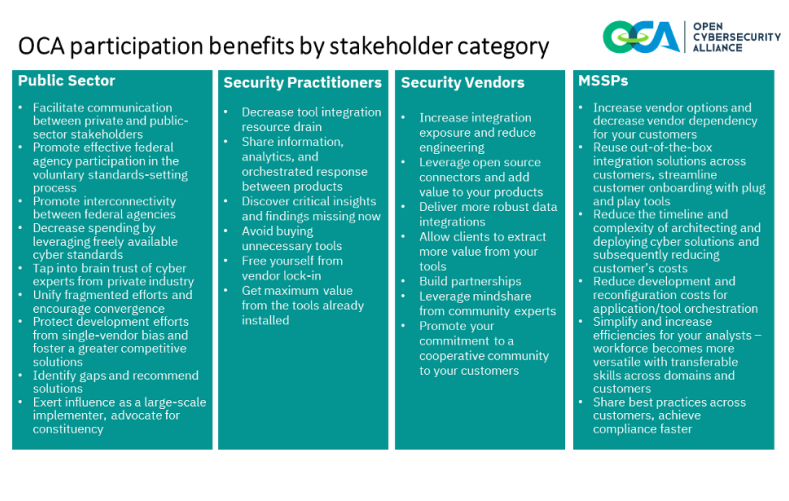 OCA participation benefits by stakeholder category
OCA
OPEN
CYBERSECURITY
ALLIANCE
Public Sector
• Facilitate communication
between private and public-
sector stakeholders
• Promote effective federal
agency participation in the
voluntary standards-setting
process
• Promote interconnectivity
between federal agencies
• Decrease spending by
leveraging freely available
cyber standards
• Tap into brain trust of cyber
experts from private industry
• Unify fragmented efforts and
encourage convergence
• Protect development efforts
from single-vendor bias and
foster a greater competitive
solutions
• Identify gaps and recommend
solutions
• Exert influence as a large-scale
implementer, advocate for
constituency
Security Practitioners
• Decrease tool integration
resource drain
• Share information,
analytics, and
orchestrated response
between products
• Discover critical insights
and findings missing now
• Avoid buying
unnecessary tools
• Free yourself from
vendor lock-in
• Get maximum value
from the tools already
installed
Security Vendors
• Increase integration
exposure and reduce
engineering
• Leverage open source
connectors and add
value to your products
• Deliver more robust data
integrations
• Allow clients to extract
more value from your
tools
• Build partnerships
• Leverage mindshare
from community experts
• Promote your
commitment to a
cooperative community
to your customers
MSSPs
• Increase vendor options and
decrease vendor dependency
for your customers
• Reuse out-of-the-box
integration solutions across
customers, streamline
customer onboarding with plug
and play tools
• Reduce the timeline and
complexity of architecting and
deploying cyber solutions and
subsequently reducing
customer's costs
• Reduce development and
reconfiguration costs for
application/tool orchestration
• Simplify and increase
efficiencies for your analysts –
workforce becomes more
versatile with transferable
skills across domains and
customers
• Share best practices across
customers, achieve
compliance faster